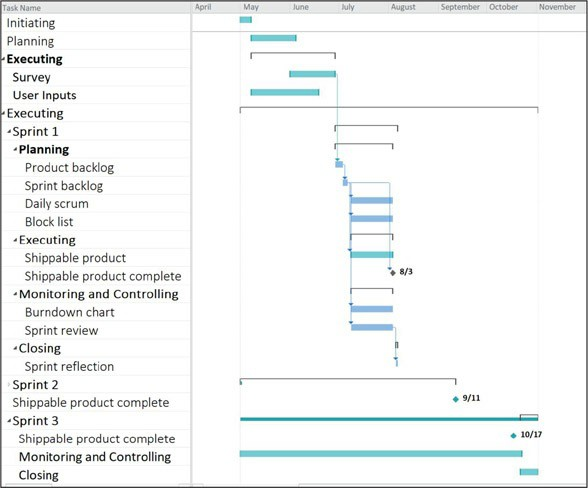 Task Name April May June July August September October November
Initiating
Planning
Executing
Survey
User Inputs
Executing
Sprint 1
Planning
Product backlog
Sprint backlog
Daily scrum
Block list
Executing
Shippable product
Shippable product complete 8/3
Monitoring and Controlling
Burndown chart
Sprint review
Closing
Sprint reflection
Sprint 2
Shippable product complete 9/11
Sprint 3
Shippable product complete 10/17
Monitoring and Controlling
Closing